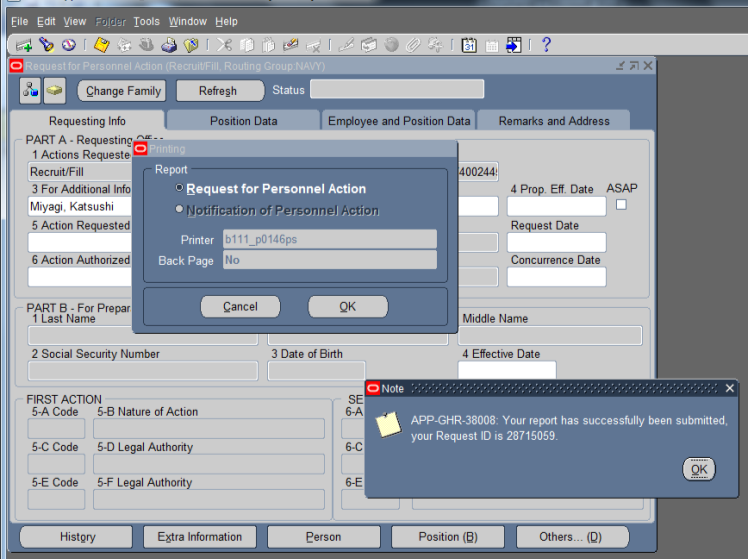 File Edit View Folder Tools Window Help
Request for Personnel Action (Recruit/Fill, Routing Group:NAVY)
Change Family Refresh Status
Requesting Info Position Data Employee and Position Data Remarks and Address
PART A - Requesting Office
1 Actions Requeste
Recruit/Fill
3 For Additional Info
Miyagi, Katsushi
5 Action Requested
6 Action Authorized
400244
4 Prop. Eff. Date ASAP
Request Date
Concurrence Date
Printing
Report
Request for Personnel Action
Notification of Personnel Action
Printer b111_p0146ps
Back Page No
Cancel OK
PART B - For Prepar
1 Last Name Middle Name
2 Social Security Number 3 Date of Birth 4 Effective Date
FIRST ACTION SE
5-A Code 5-B Nature of Action 6-A
5-C Code 5-D Legal Authority 6-C
5-E Code 5-F Legal Authority 6-E
Note
APP-GHR-38008: Your report has successfully been submitted,
your Request ID is 28715059.
OK
History Extra Information Person Position (B) Others... (D)